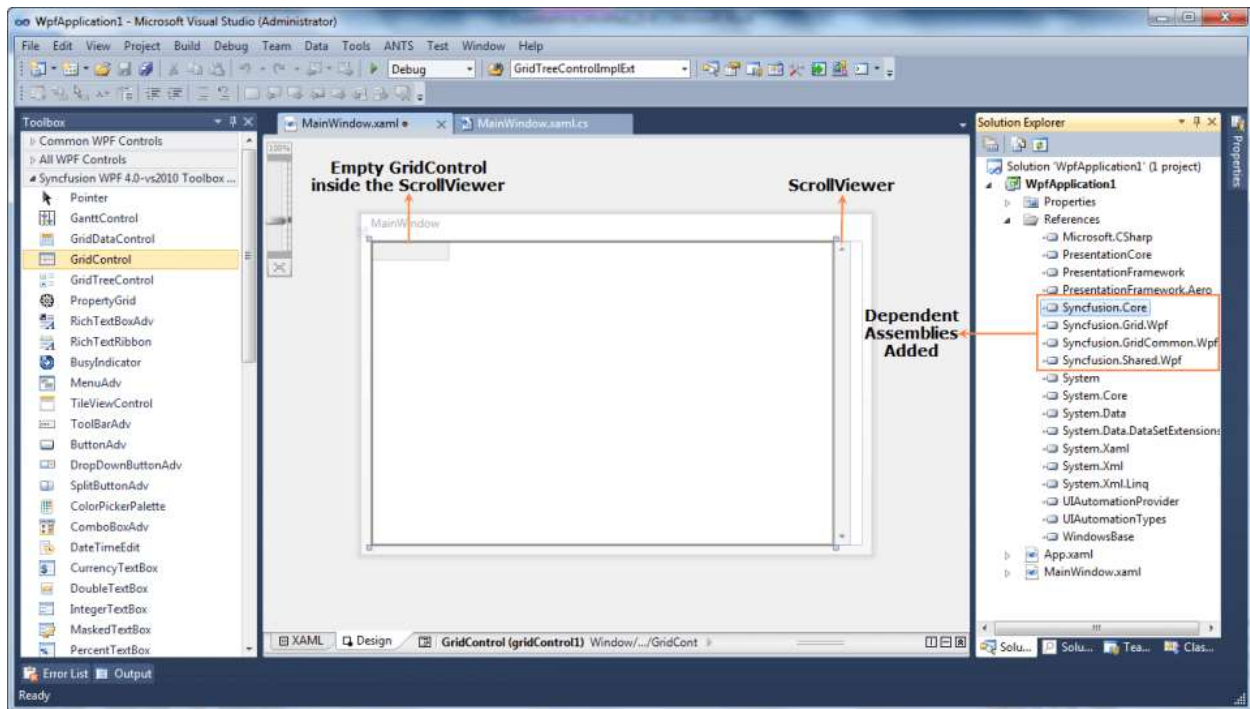 WpfApplication1 - Microsoft Visual Studio (Administrator)
File Edit View Project Build Debug Team Data Tools ANTS Test Window Help
Debug GridTreeControlImplExt
Toolbox
Common WPF Controls
All WPF Controls
Syncfusion WPF 4.0-vs2010 Toolbox ...
Pointer
GanttControl
GridDataControl
GridControl
GridTreeControl
PropertyGrid
RichTextBoxAdv
RichTextRibbon
BusyIndicator
MenuAdv
TileViewControl
ToolBarAdv
ButtonAdv
DropDownButtonAdv
SplitButtonAdv
ColorPickerPalette
ComboBoxAdv
DateTimeEdit
CurrencyTextBox
DoubleTextBox
IntegerTextBox
MaskedTextBox
PercentTextBox
MainWindow.xaml MainWindow.xaml.cs
100%
Empty GridControl
inside the ScrollViewer
ScrollViewer
MainWindow
Dependent
Assemblies
Added
XAML Design GridControl (gridControl1) Window/.../GridCont
Solution Explorer
Solution 'WpfApplication1' (1 project)
WpfApplication1
Properties
References
Microsoft.CSharp
PresentationCore
PresentationFramework
PresentationFramework.Aero
Syncfusion.Core
Syncfusion.Grid.Wpf
Syncfusion.GridCommon.Wpf
Syncfusion.Shared.Wpf
System
System.Core
System.Data
System.Data.DataSetExtensions
System.Xaml
System.Xml
System.Xml.Linq
UIAutomationProvider
UIAutomationTypes
WindowsBase
App.xaml
MainWindow.xaml
Solu... Solu... Tea... Clas...
Properties
Error List Output
Ready